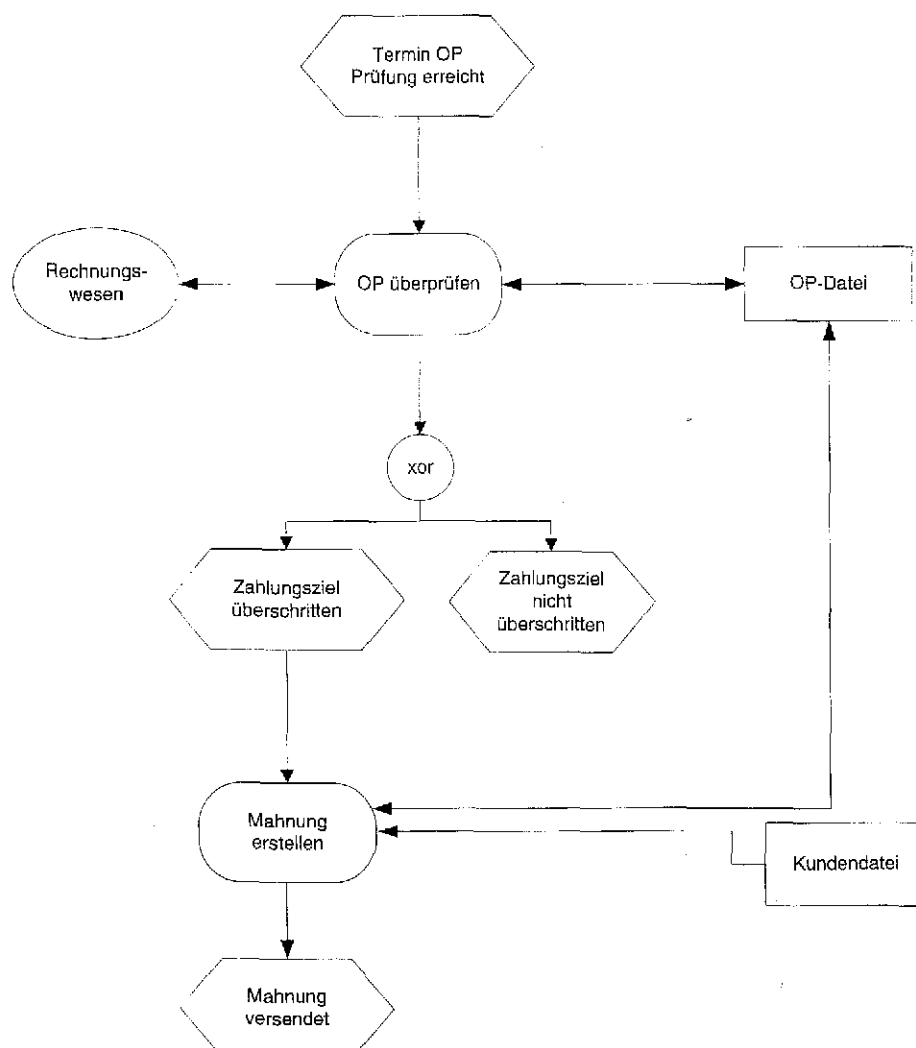 Termin OP
Prüfung erreicht
Rechnungs-
wesen
OP überprüfen
OP-Datei
xor
Zahlungsziel
überschritten
Zahlungsziel
nicht
überschritten
Mahnung
erstellen
Kundendatei
Mahnung
versendet